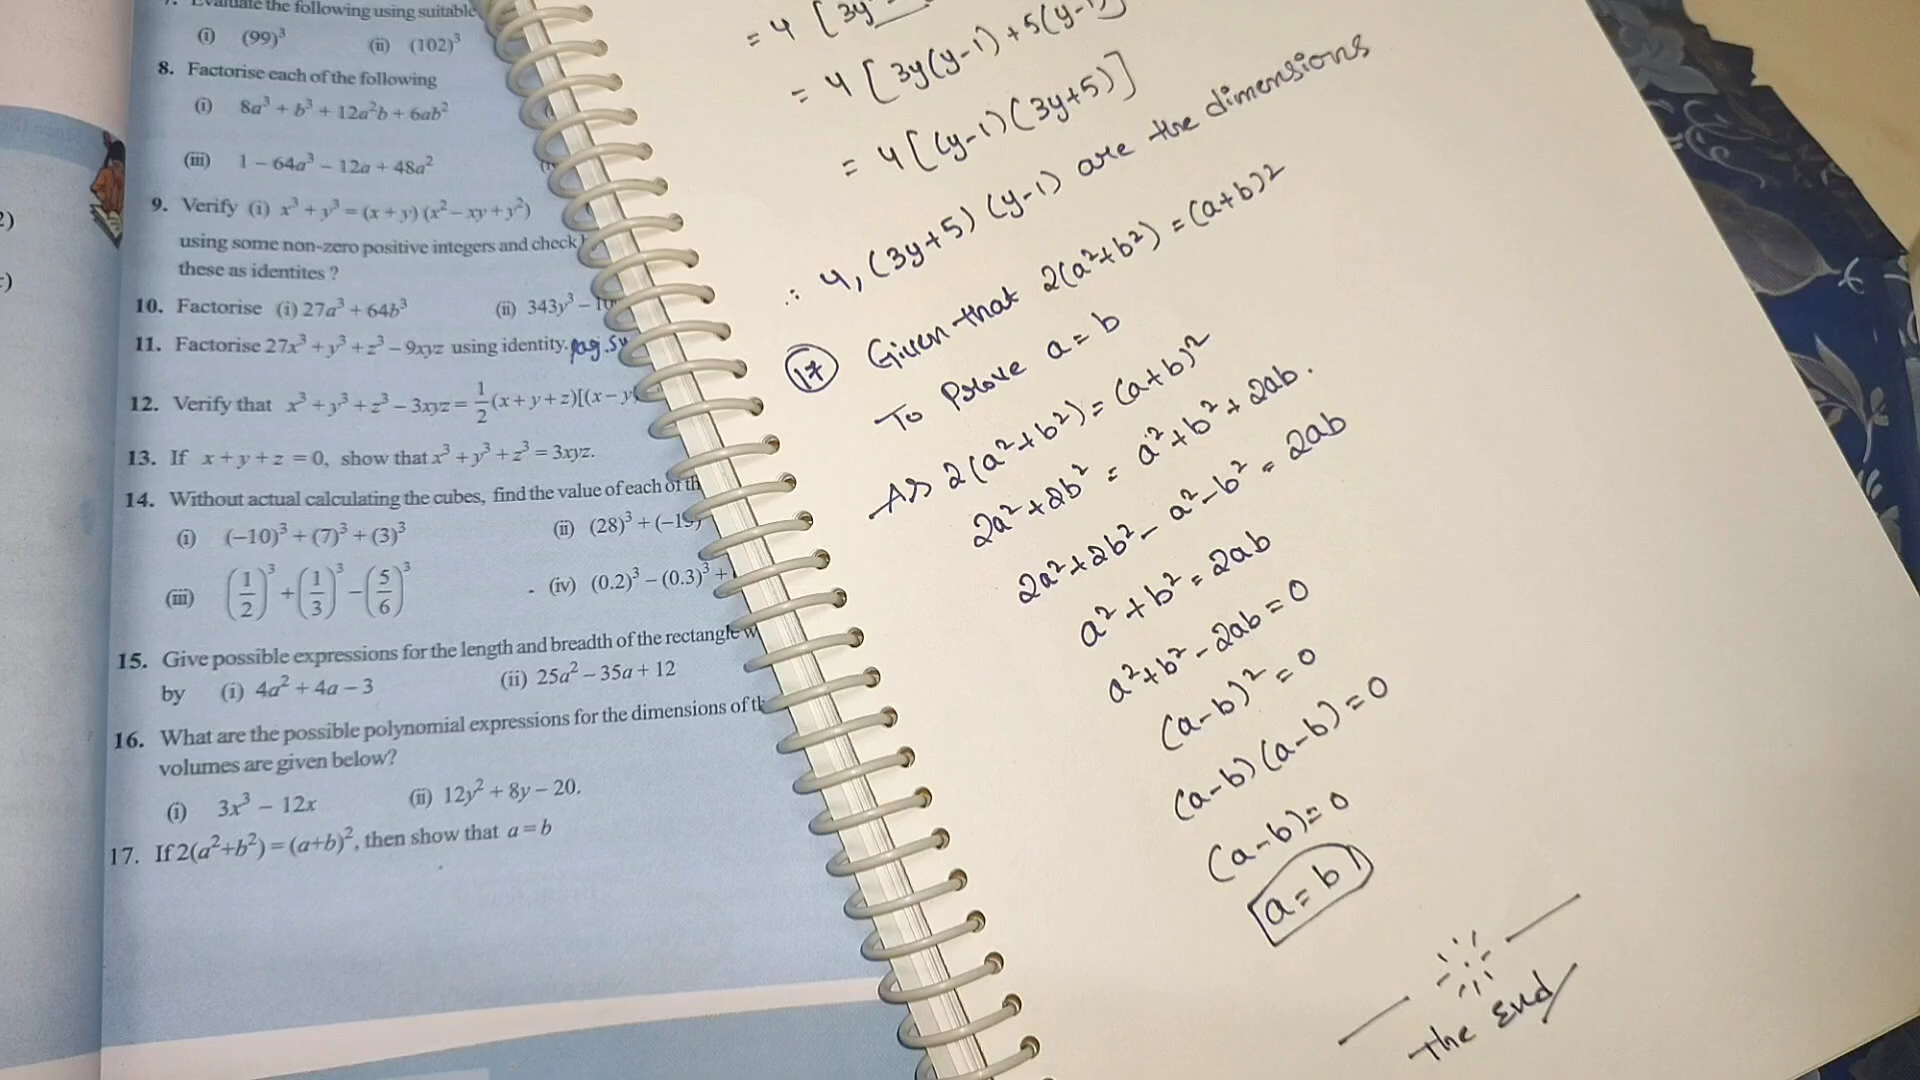 Evaluate the following using suitable
(i) (99)³ (ii) (102)³
8. Factorise each of the following
(i) 8a³ + b³ + 12a²b + 6ab²
(iii) 1 – 64a³ – 12a + 48a²
9. Verify (i) x³ + y³ = (x + y) (x² – xy + y²)
using some non-zero positive integers and check
these as identites ?
10. Factorise (i) 27a³ + 64b³ (ii) 343y³ –
11. Factorise 27x³ + y³ + z³ – 9xyz using identity.
12. Verify that x³ + y³ + z³ – 3xyz = 1/2 (x + y + z)[(x – y
13. If x + y + z = 0, show that x³ + y³ + z³ = 3xyz.
14. Without actual calculating the cubes, find the value of each of th
(i) (–10)³ + (7)³ + (3)³ (ii) (28)³ + (–15)
(iii) (1/2)³ + (1/3)³ – (5/6)³ (iv) (0.2)³ – (0.3)³ +
15. Give possible expressions for the length and breadth of the rectangle w
by (i) 4a² + 4a – 3 (ii) 25a² – 35a + 12
16. What are the possible polynomial expressions for the dimensions of th
volumes are given below?
(i) 3x³ – 12x (ii) 12y² + 8y – 20.
17. If 2(a²+b²) = (a+b)², then show that a = b
= 4 [3y
= 4 [3y(y-1) + 5(y-1)]
= 4 [(y-1) (3y+5)]
∴ 4, (3y+5) (y-1) are the dimensions
17 Given that 2(a²+b²) = (a+b)2
To Prove a = b
As 2(a²+b²) = (a+b)²
2a²+2b² = a²+b²+2ab.
2a²+2b²-a²-b² = 2ab
a²+b² = 2ab
a²+b²-2ab = 0
(a-b)² = 0
(a-b) (a-b) = 0
(a-b) = 0
a = b
The End